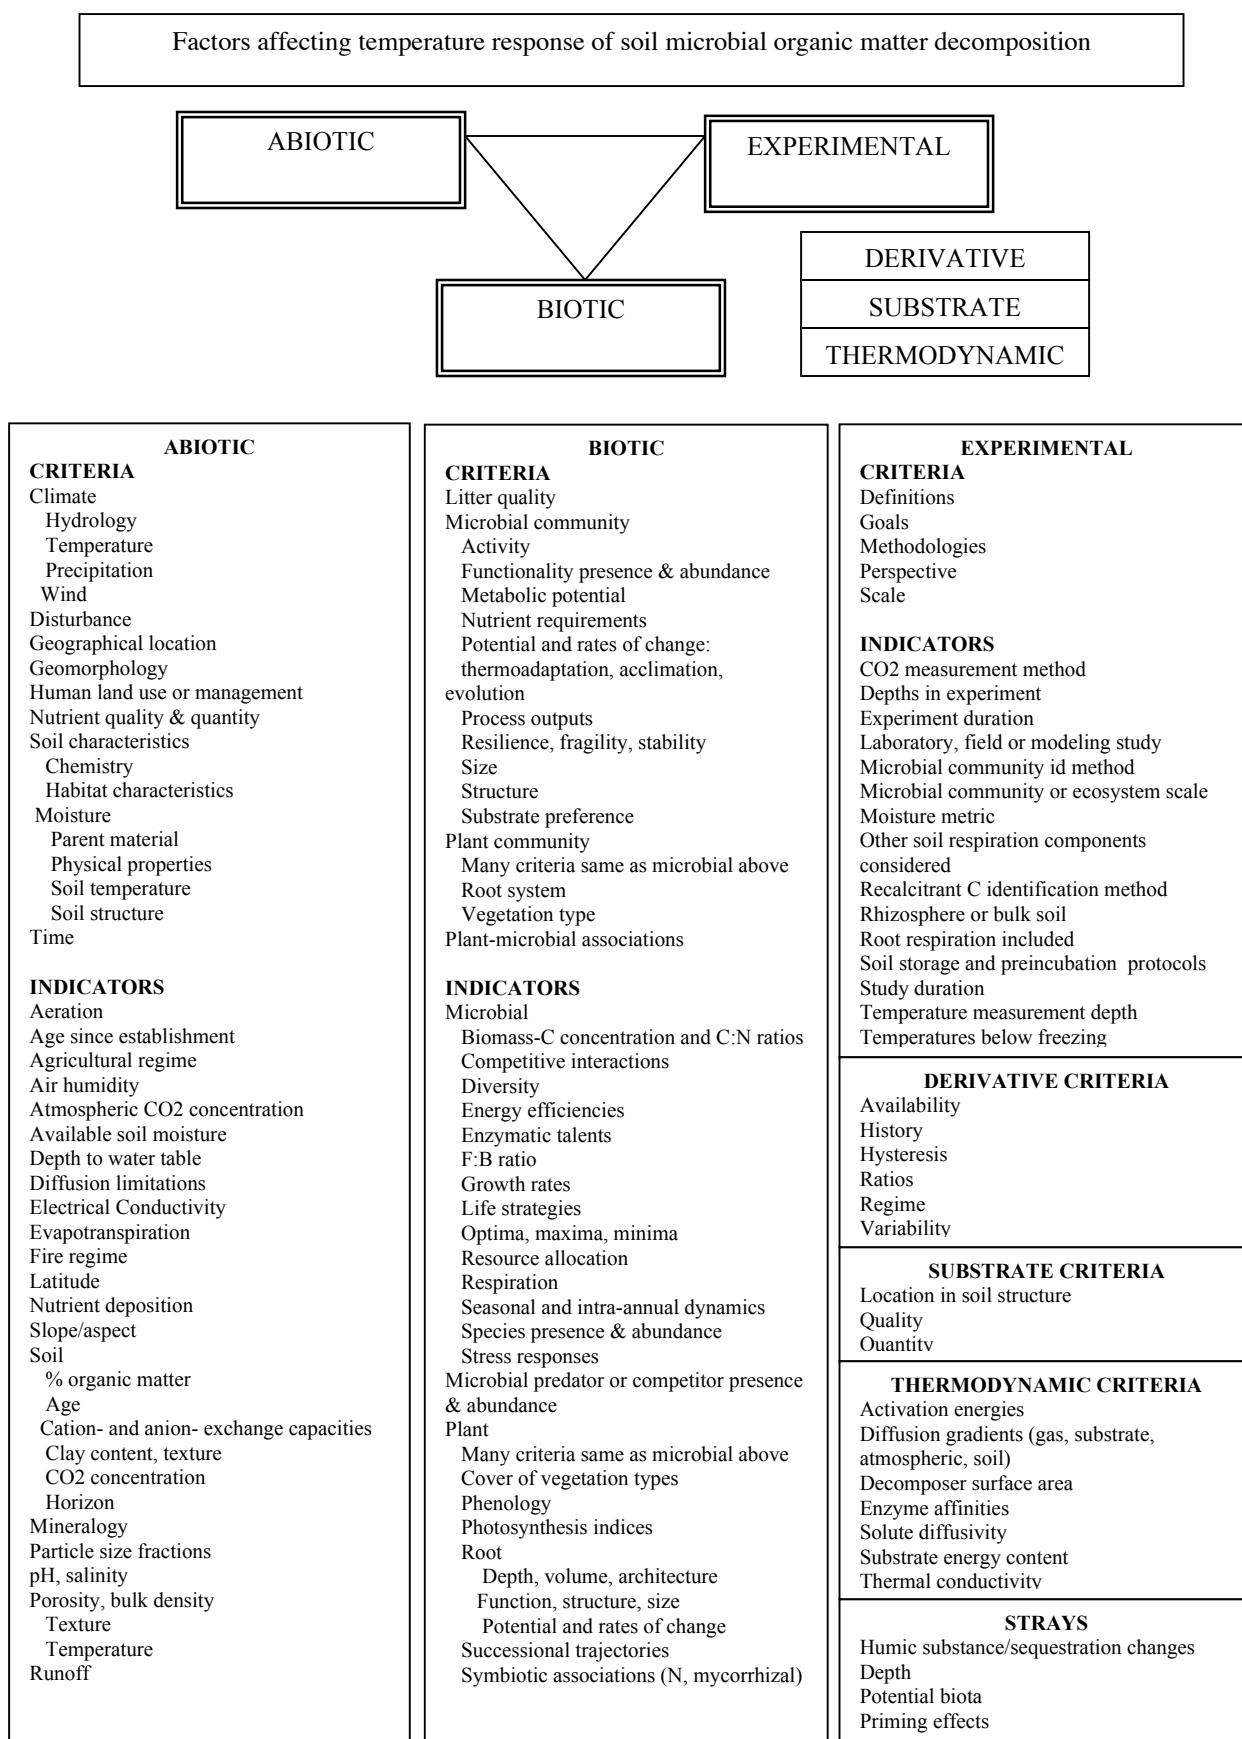 Factors affecting temperature response of soil microbial organic matter decomposition
ABIOTIC
EXPERIMENTAL
BIOTIC
DERIVATIVE
SUBSTRATE
THERMODYNAMIC
ABIOTIC
CRITERIA
Climate
Hydrology
Temperature
Precipitation
Wind
Disturbance
Geographical location
Geomorphology
Human land use or management
Nutrient quality & quantity
Soil characteristics
Chemistry
Habitat characteristics
Moisture
Parent material
Physical properties
Soil temperature
Soil structure
Time
INDICATORS
Aeration
Age since establishment
Agricultural regime
Air humidity
Atmospheric CO2 concentration
Available soil moisture
Depth to water table
Diffusion limitations
Electrical Conductivity
Evapotranspiration
Fire regime
Latitude
Nutrient deposition
Slope/aspect
Soil
% organic matter
Age
Cation- and anion- exchange capacities
Clay content, texture
CO2 concentration
Horizon
Mineralogy
Particle size fractions
pH, salinity
Porosity, bulk density
Texture
Temperature
Runoff
BIOTIC
CRITERIA
Litter quality
Microbial community
Activity
Functionality presence & abundance
Metabolic potential
Nutrient requirements
Potential and rates of change:
thermoadaptation, acclimation,
evolution
Process outputs
Resilience, fragility, stability
Size
Structure
Substrate preference
Plant community
Many criteria same as microbial above
Root system
Vegetation type
Plant-microbial associations
INDICATORS
Microbial
Biomass-C concentration and C:N ratios
Competitive interactions
Diversity
Energy efficiencies
Enzymatic talents
F:B ratio
Growth rates
Life strategies
Optima, maxima, minima
Resource allocation
Respiration
Seasonal and intra-annual dynamics
Species presence & abundance
Stress responses
Microbial predator or competitor presence
& abundance
Plant
Many criteria same as microbial above
Cover of vegetation types
Phenology
Photosynthesis indices
Root
Depth, volume, architecture
Function, structure, size
Potential and rates of change
Successional trajectories
Symbiotic associations (N, mycorrhizal)
EXPERIMENTAL
CRITERIA
Definitions
Goals
Methodologies
Perspective
Scale
INDICATORS
CO2 measurement method
Depths in experiment
Experiment duration
Laboratory, field or modeling study
Microbial community id method
Microbial community or ecosystem scale
Moisture metric
Other soil respiration components
considered
Recalcitrant C identification method
Rhizosphere or bulk soil
Root respiration included
Soil storage and preincubation protocols
Study duration
Temperature measurement depth
Temperatures below freezing
DERIVATIVE CRITERIA
Availability
History
Hysteresis
Ratios
Regime
Variability
SUBSTRATE CRITERIA
Location in soil structure
Quality
Quantity
THERMODYNAMIC CRITERIA
Activation energies
Diffusion gradients (gas, substrate,
atmospheric, soil)
Decomposer surface area
Enzyme affinities
Solute diffusivity
Substrate energy content
Thermal conductivity
STRAYS
Humic substance/sequestration changes
Depth
Potential biota
Priming effects